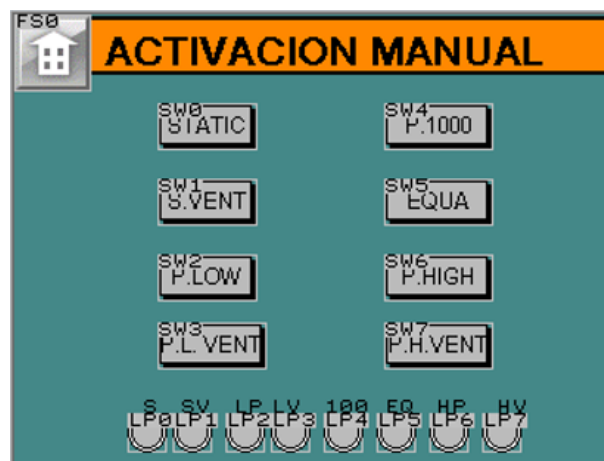 FS0
ACTIVACION MANUAL
SW0 SW4
STATIC P.1000
SW1 SW5
S.VENT EQUA
SW2 SW6
P.LOW P.HIGH
SW3 SW7
P.L. VENT P.H.VENT
S SV LP LV 100 EQ HP HV
LP0 LP1 LP2 LP3 LP4 LP5 LP6 LP7